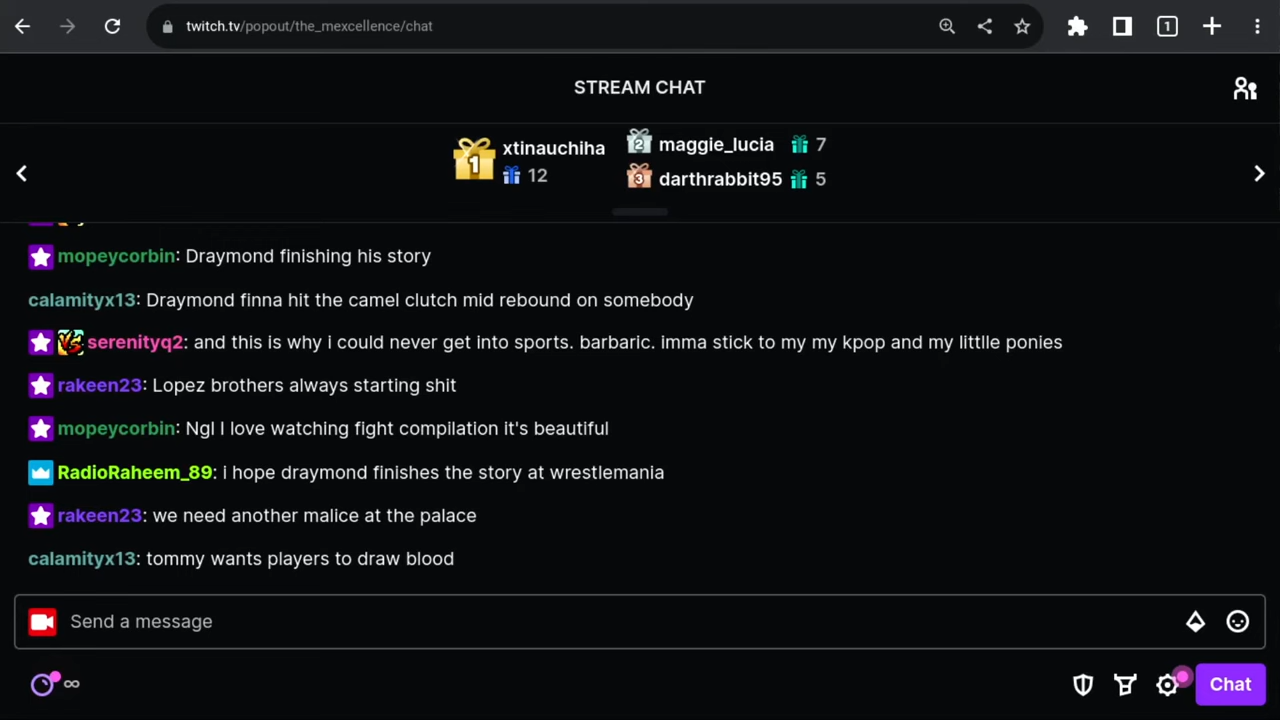 twitch.tv/popout/the_mexcellence/chat
1
STREAM CHAT
1 xtinauchiha
12
2 maggie_lucia 7
3 darthrabbit95 5
mopeycorbin: Draymond finishing his story
calamityx13: Draymond finna hit the camel clutch mid rebound on somebody
serenityq2: and this is why i could never get into sports. barbaric. imma stick to my my kpop and my littlle ponies
rakeen23: Lopez brothers always starting shit
mopeycorbin: Ngl I love watching fight compilation it's beautiful
RadioRaheem_89: i hope draymond finishes the story at wrestlemania
rakeen23: we need another malice at the palace
calamityx13: tommy wants players to draw blood
Send a message
∞
Chat